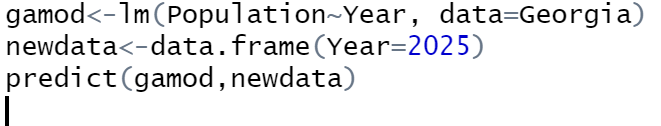 gamod<-lm(Population~Year, data=Georgia)
newdata<-data.frame(Year=2025)
predict(gamod,newdata)